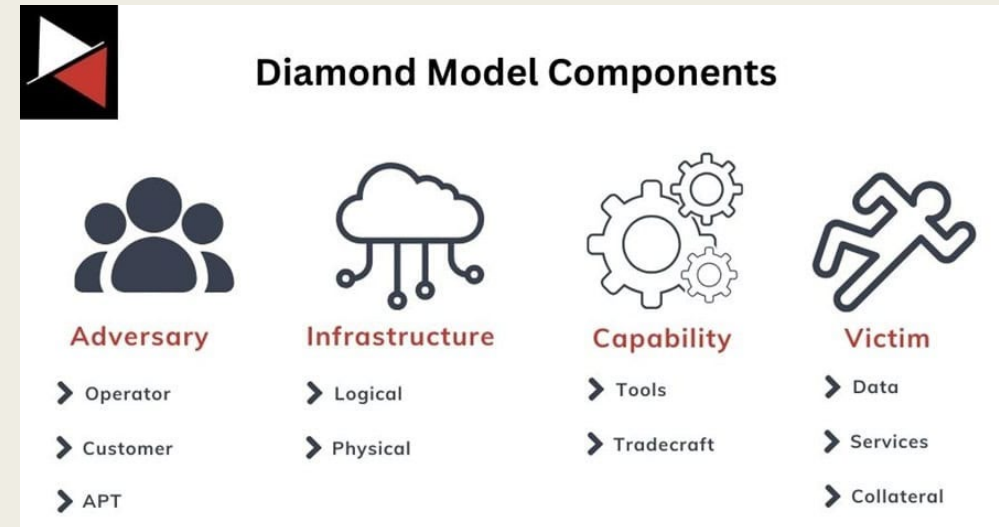 Diamond Model Components
Adversary
Operator
Customer
APT
Infrastructure
Logical
Physical
Capability
Tools
Tradecraft
Victim
Data
Services
Collateral